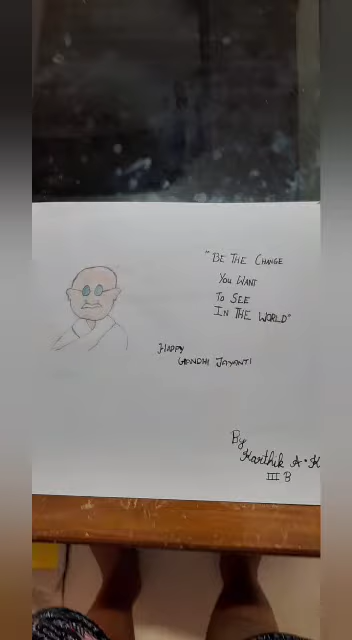 "BE THE CHANGE
YOU WANT
TO SEE
IN THE WORLD"
HAPPY
GANDHI JAYANTI
By
Karthik A·K
III B